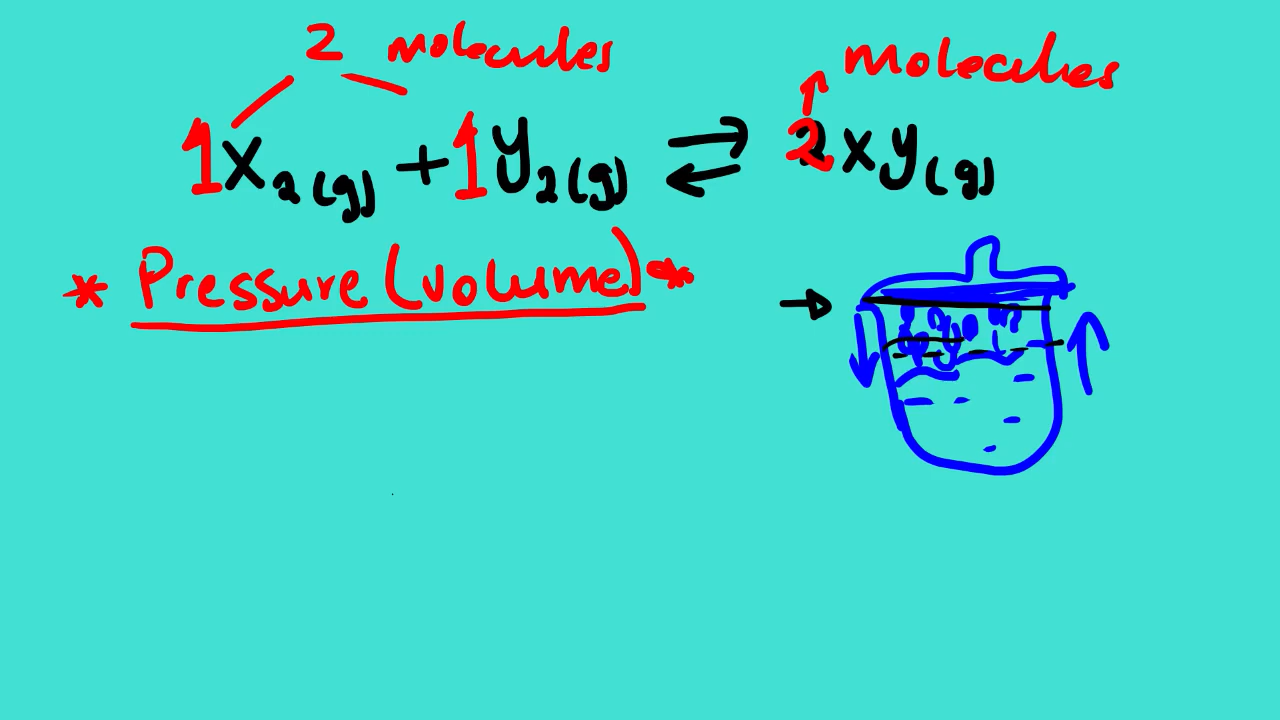 2 molecules molecules
1x2(g) + 1y2(g) ⇌ 2xy(g)
* Pressure (volume) *